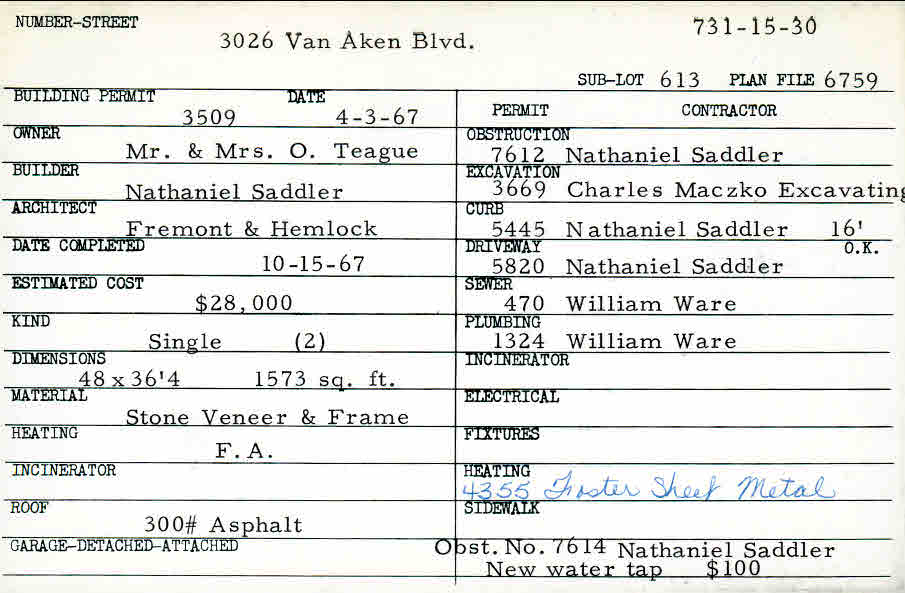 NUMBER-STREET
731-15-30
3026 Van Aken Blvd.
SUB-LOT 613 PLAN FILE 6759
BUILDING PERMIT DATE
3509 4-3-67
OWNER
Mr. & Mrs. O. Teague
BUILDER
Nathaniel Saddler
ARCHITECT
Fremont & Hemlock
DATE COMPLETED
10-15-67
ESTIMATED COST
$28,000
KIND
Single (2)
DIMENSIONS
48 x 36'4 1573 sq. ft.
MATERIAL
Stone Veneer & Frame
HEATING
F.A.
INCINERATOR
ROOF
300# Asphalt
GARAGE-DETACHED-ATTACHED
PERMIT CONTRACTOR
OBSTRUCTION
7612 Nathaniel Saddler
EXCAVATION
3669 Charles Maczko Excavating
CURB
5445 Nathaniel Saddler 16'
DRIVEWAY O.K.
5820 Nathaniel Saddler
SEWER
470 William Ware
PLUMBING
1324 William Ware
INCINERATOR
ELECTRICAL
FIXTURES
HEATING
4355 Foster Sheet Metal
SIDEWALK
Obst. No. 7614 Nathaniel Saddler
New water tap $100